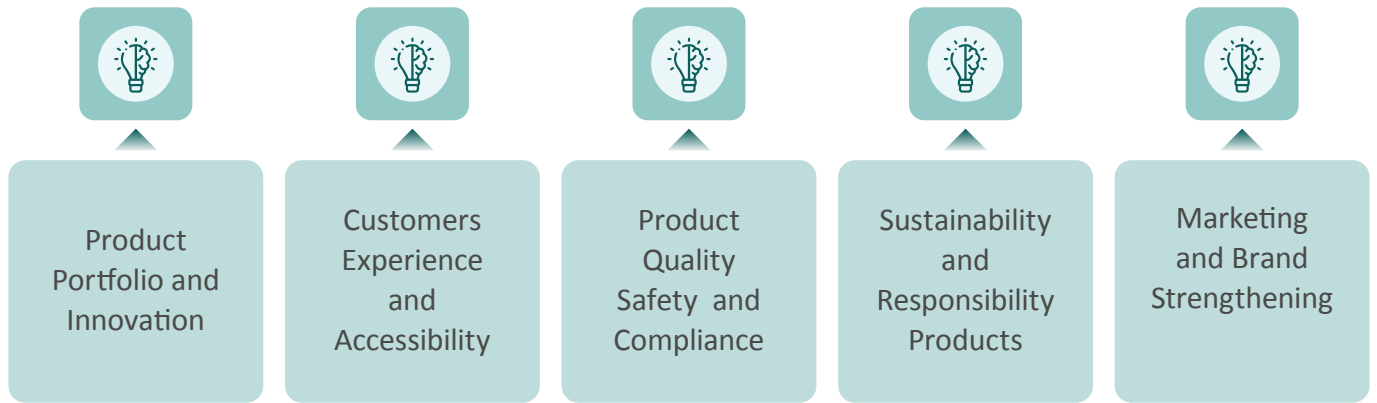 Product
Portfolio and
Innovation
Customers
Experience
and
Accessibility
Product
Quality
Safety  and
Compliance
Sustainability
and
Responsibility
Products
Marketing
and Brand
Strengthening